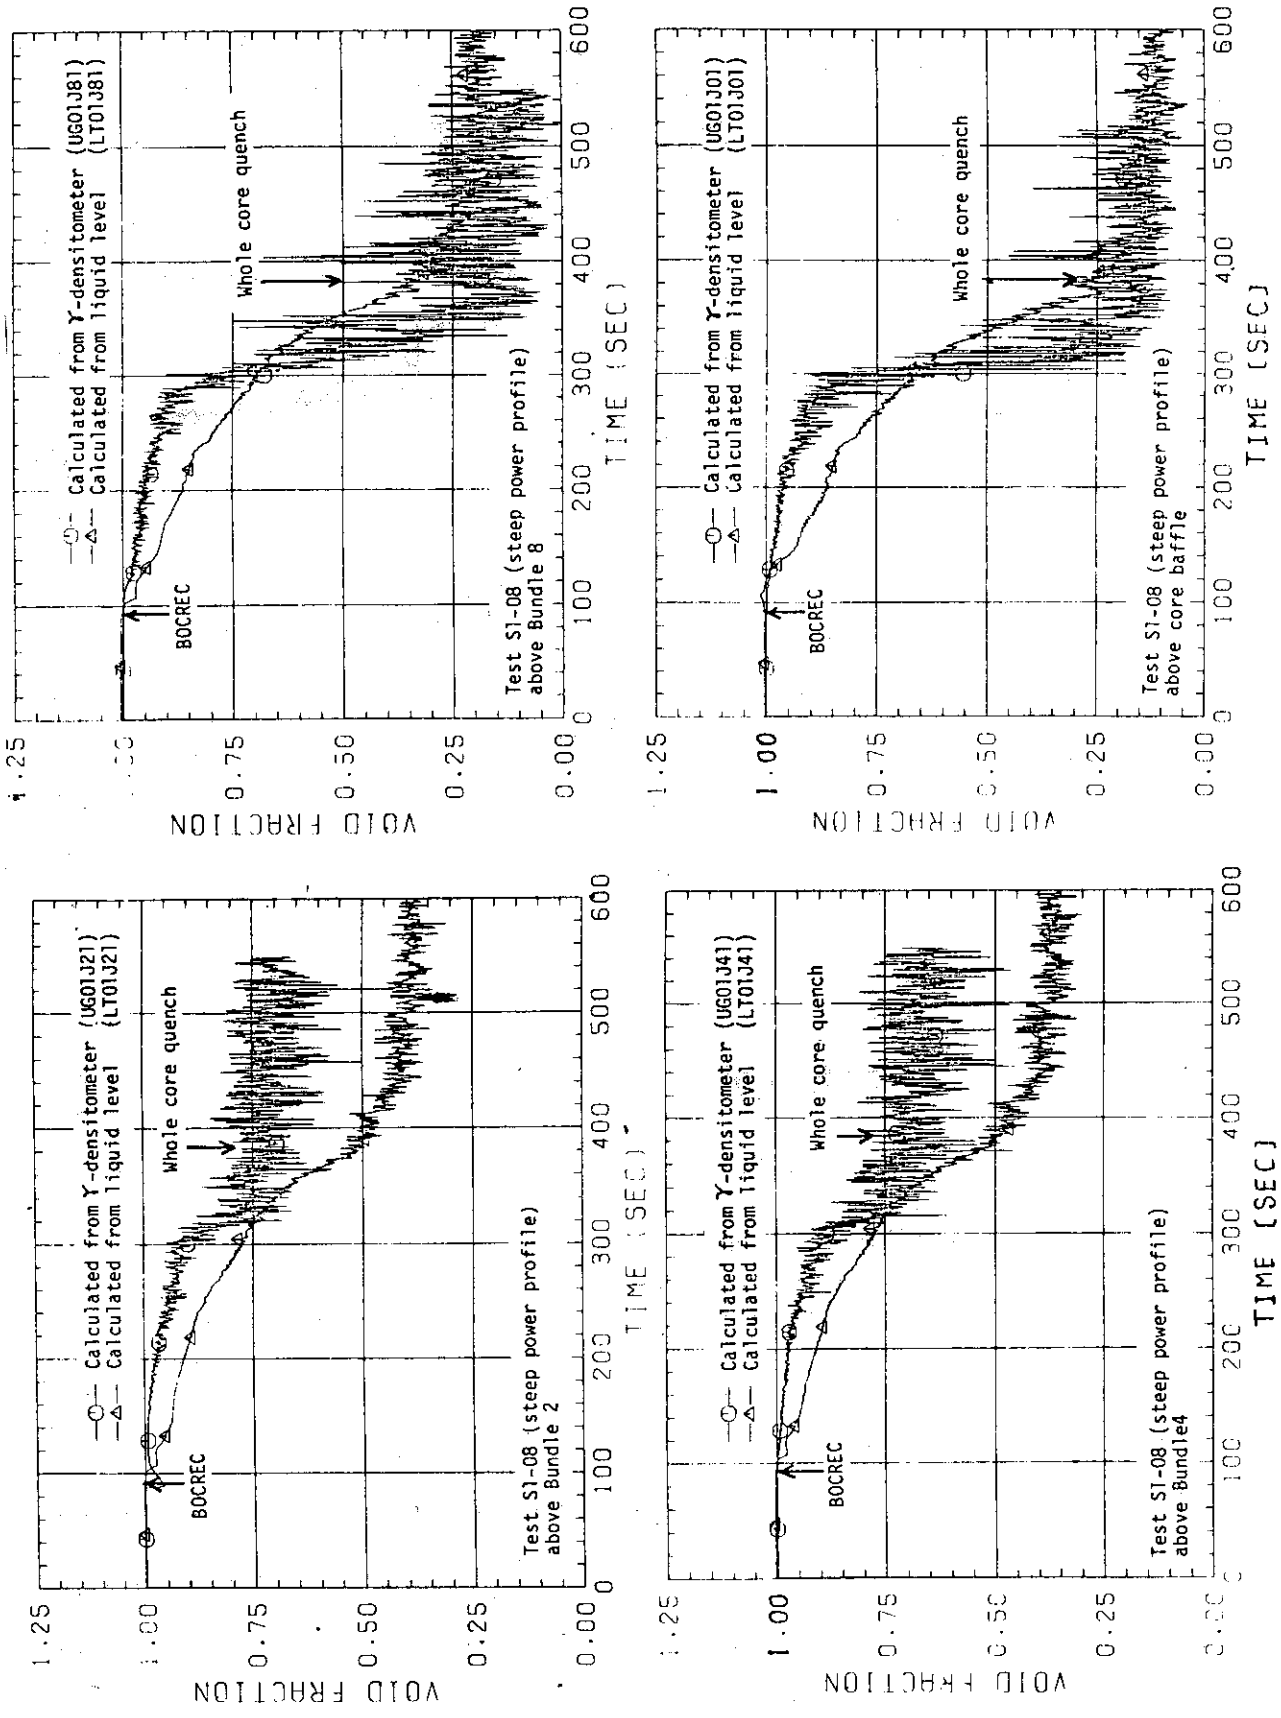 1.25
1.00
0.75
0.50
0.25
0.00
VOID FRACTION
0
100
200
300
400
500
600
TIME (SEC)
Calculated from γ-densitometer (UG01J21)
Calculated from liquid level (LT01J21)
BOCREC
Whole core quench
Test S1-08 (steep power profile)
above Bundle 2
1.25
.00
0.75
0.50
0.25
0.00
VOID FRACTION
0
100
200
300
400
500
600
TIME (SEC)
Calculated from γ-densitometer (UG01J81)
Calculated from liquid level (LT01J81)
BOCREC
Whole core quench
Test S1-08 (steep power profile)
above Bundle 8
1.25
1.00
0.75
0.50
0.25
0.00
VOID FRACTION
0
100
200
300
400
500
600
TIME (SEC)
Calculated from γ-densitometer (UG01J41)
Calculated from liquid level (LT01J41)
BOCREC
Whole core quench
Test S1-08 (steep power profile)
above Bundle4
1.25
1.00
0.75
0.50
0.25
0.00
VOID FRACTION
0
100
200
300
400
500
600
TIME (SEC)
Calculated from γ-densitometer (UG01J01)
Calculated from liquid level (LT01J01)
BOCREC
Whole core quench
Test S1-08 (steep power profile)
above core baffle